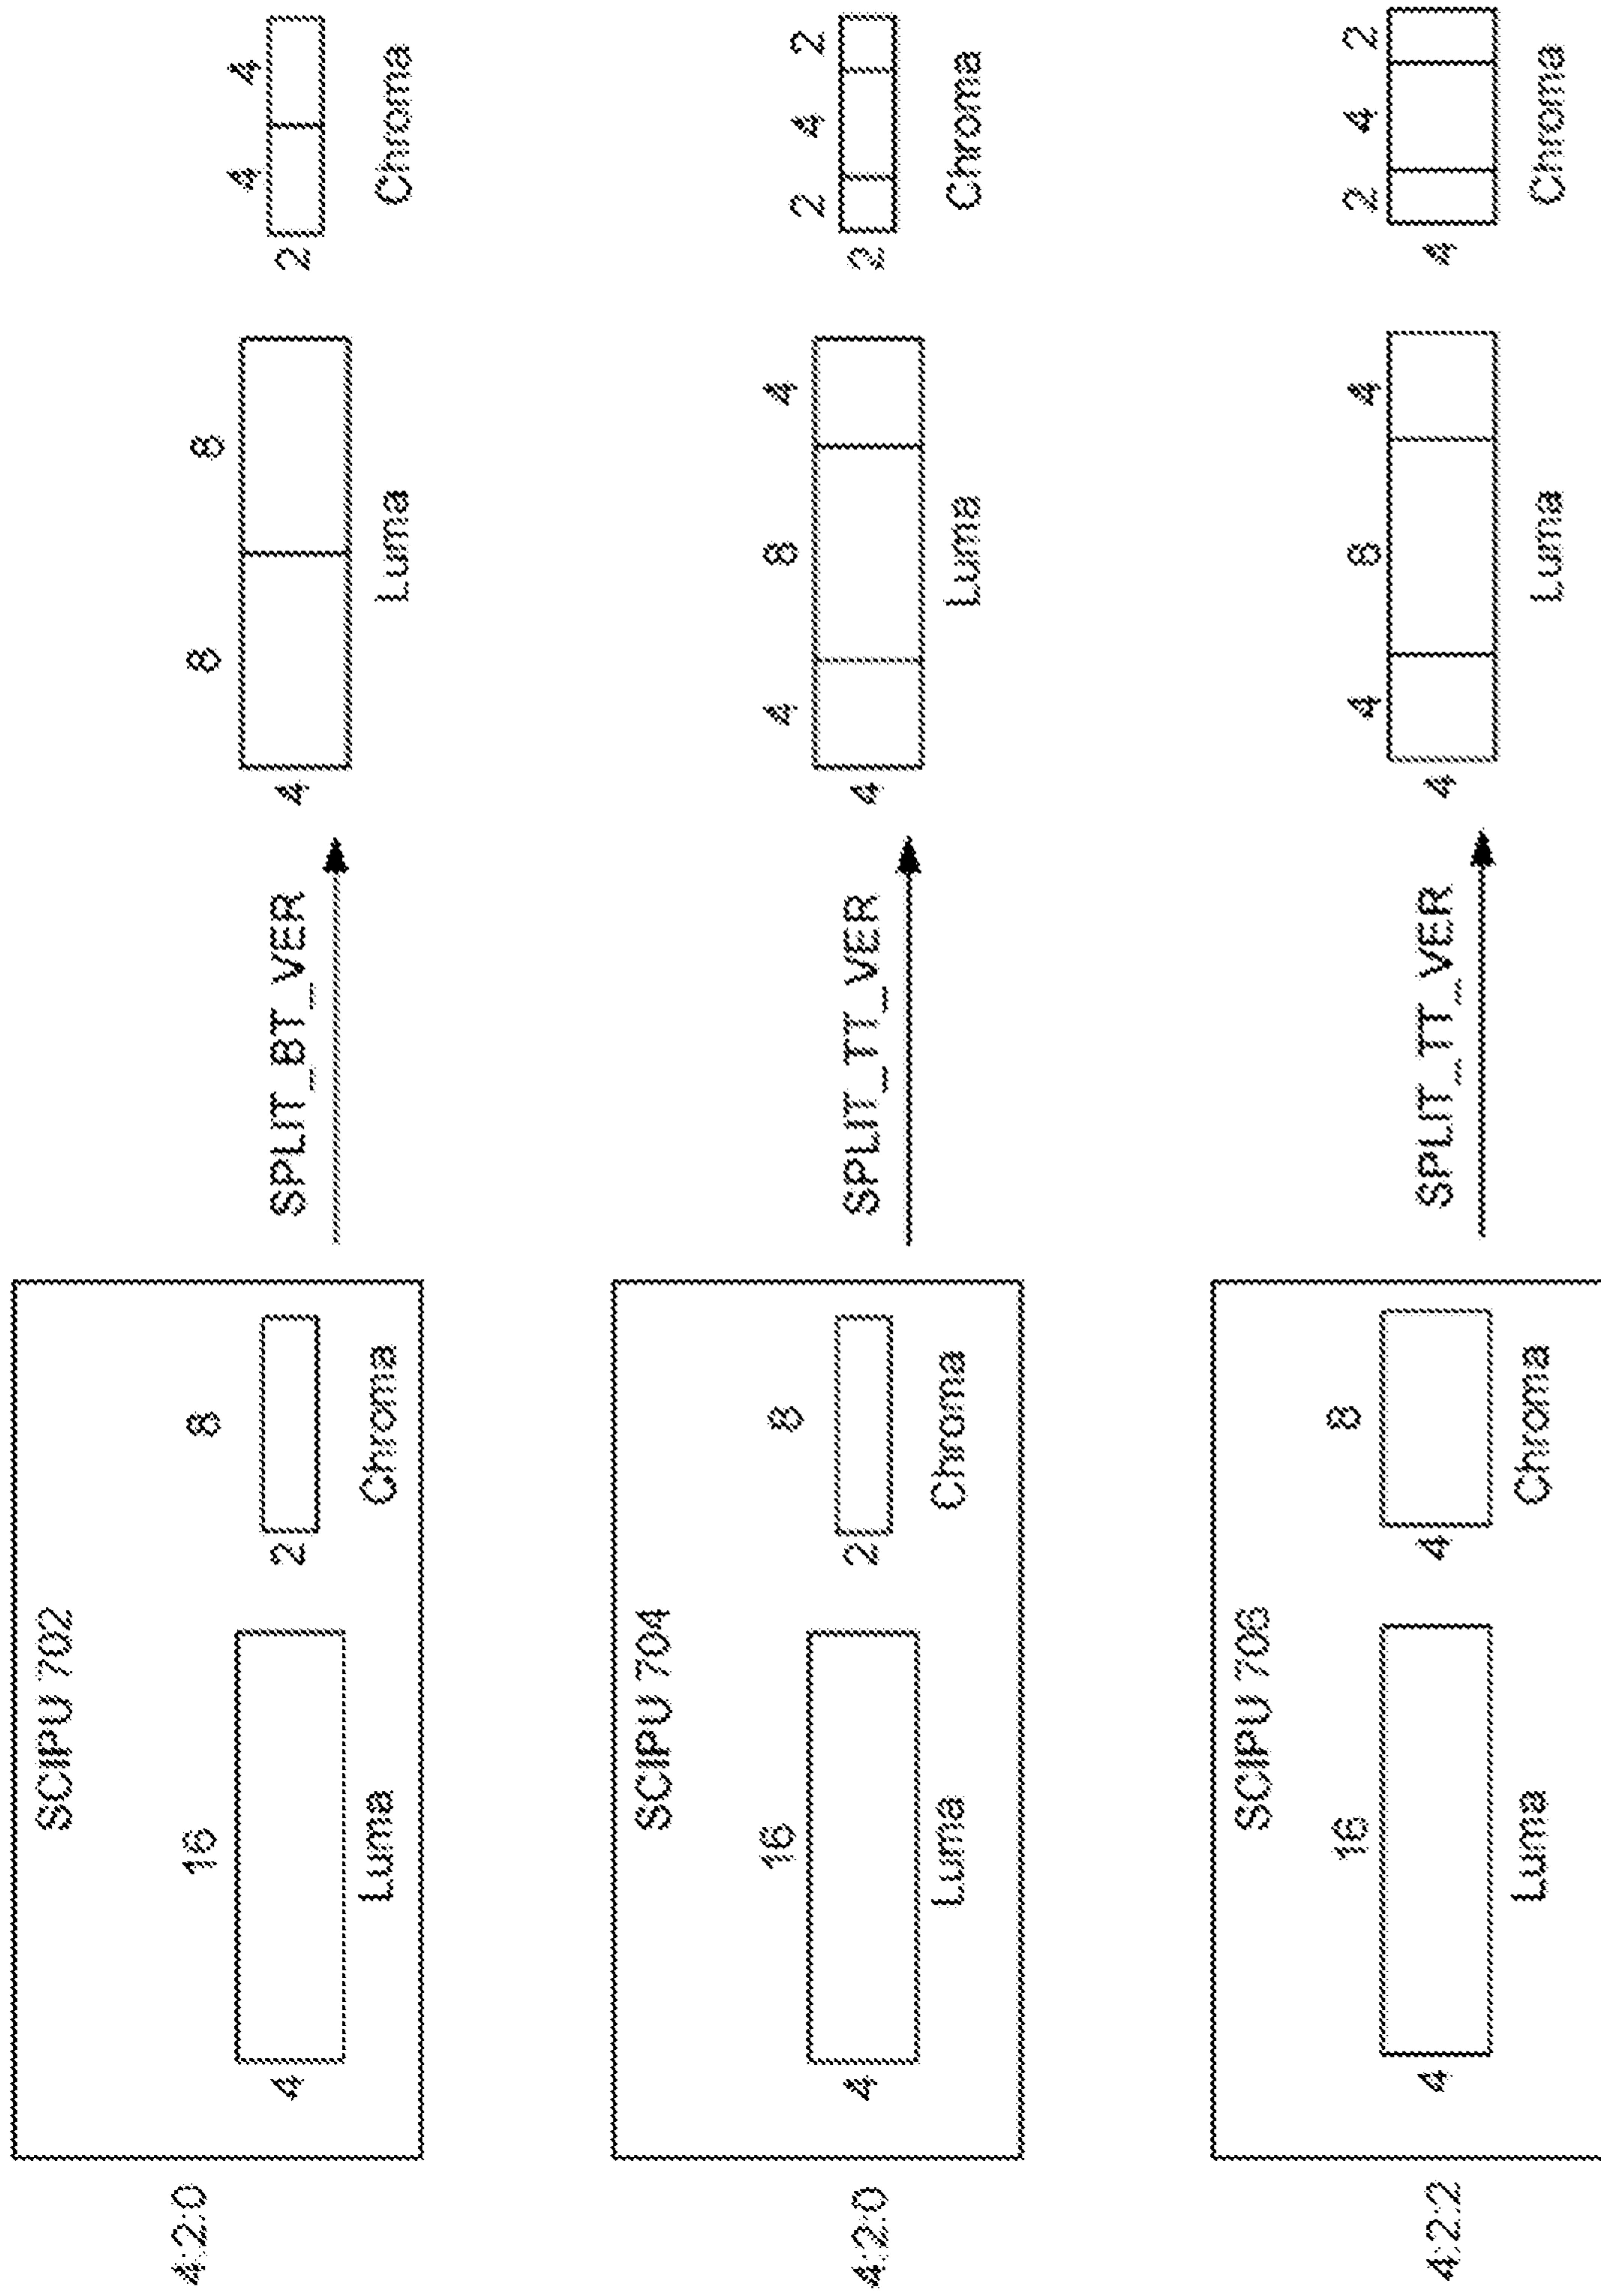 SCIPU 702
4:2:0
16 8 8 8 4 4
4 2 SPLIT_BT_VER 4 2
Luma Chroma Luma Chroma
SCIPU 704
4:2:0
16 8 4 8 4 2 4 2
4 2 SPLIT_TT_VER 4 2
Luma Chroma Luma Chroma
SCIPU 706
4:2:2
16 8 4 8 4 2 4 2
4 4 SPLIT_TT_VER 4 4
Luma Chroma Luma Chroma